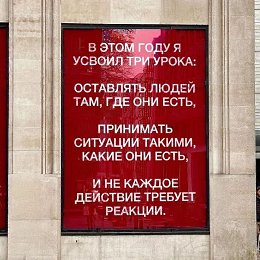 В ЭТОМ ГОДУ Я
УСВОИЛ ТРИ УРОКА:
ОСТАВЛЯТЬ ЛЮДЕЙ
ТАМ, ГДЕ ОНИ ЕСТЬ,
ПРИНИМАТЬ
СИТУАЦИИ ТАКИМИ,
КАКИЕ ОНИ ЕСТЬ,
И НЕ КАЖДОЕ
ДЕЙСТВИЕ ТРЕБУЕТ
РЕАКЦИИ.